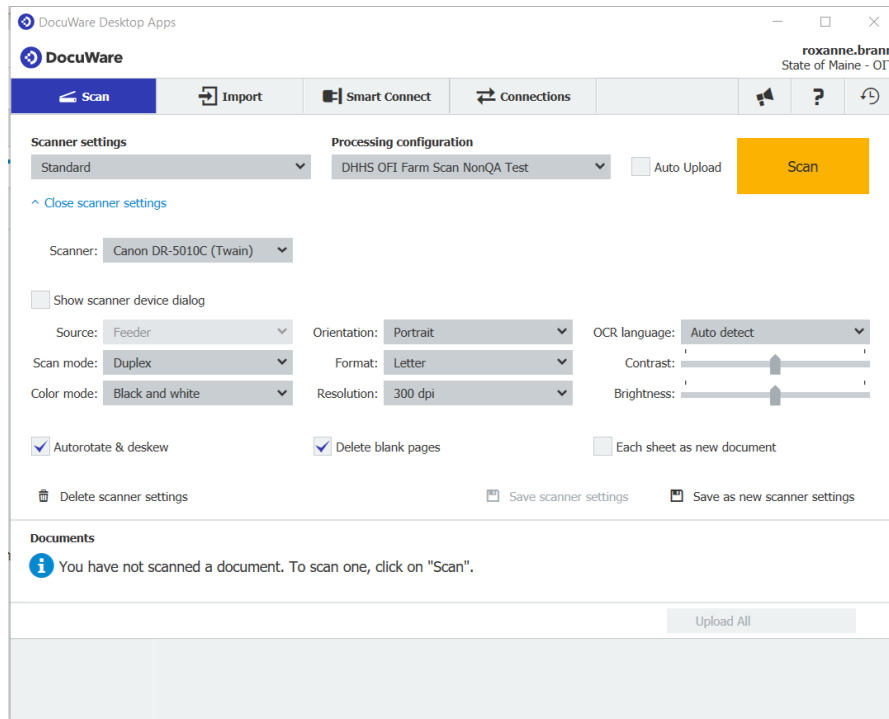 DocuWare Desktop Apps
DocuWare
roxanne.brann
State of Maine - OIT
Scan Import Smart Connect Connections ?
Scanner settings Processing configuration
Standard DHHS OFI Farm Scan NonQA Test Auto Upload Scan
^ Close scanner settings
Scanner: Canon DR-5010C (Twain)
Show scanner device dialog
Source: Feeder Orientation: Portrait OCR language: Auto detect
Scan mode: Duplex Format: Letter Contrast:
Color mode: Black and white Resolution: 300 dpi Brightness:
Autorotate & deskew Delete blank pages Each sheet as new document
Delete scanner settings Save scanner settings Save as new scanner settings
Documents
You have not scanned a document. To scan one, click on "Scan".
Upload All